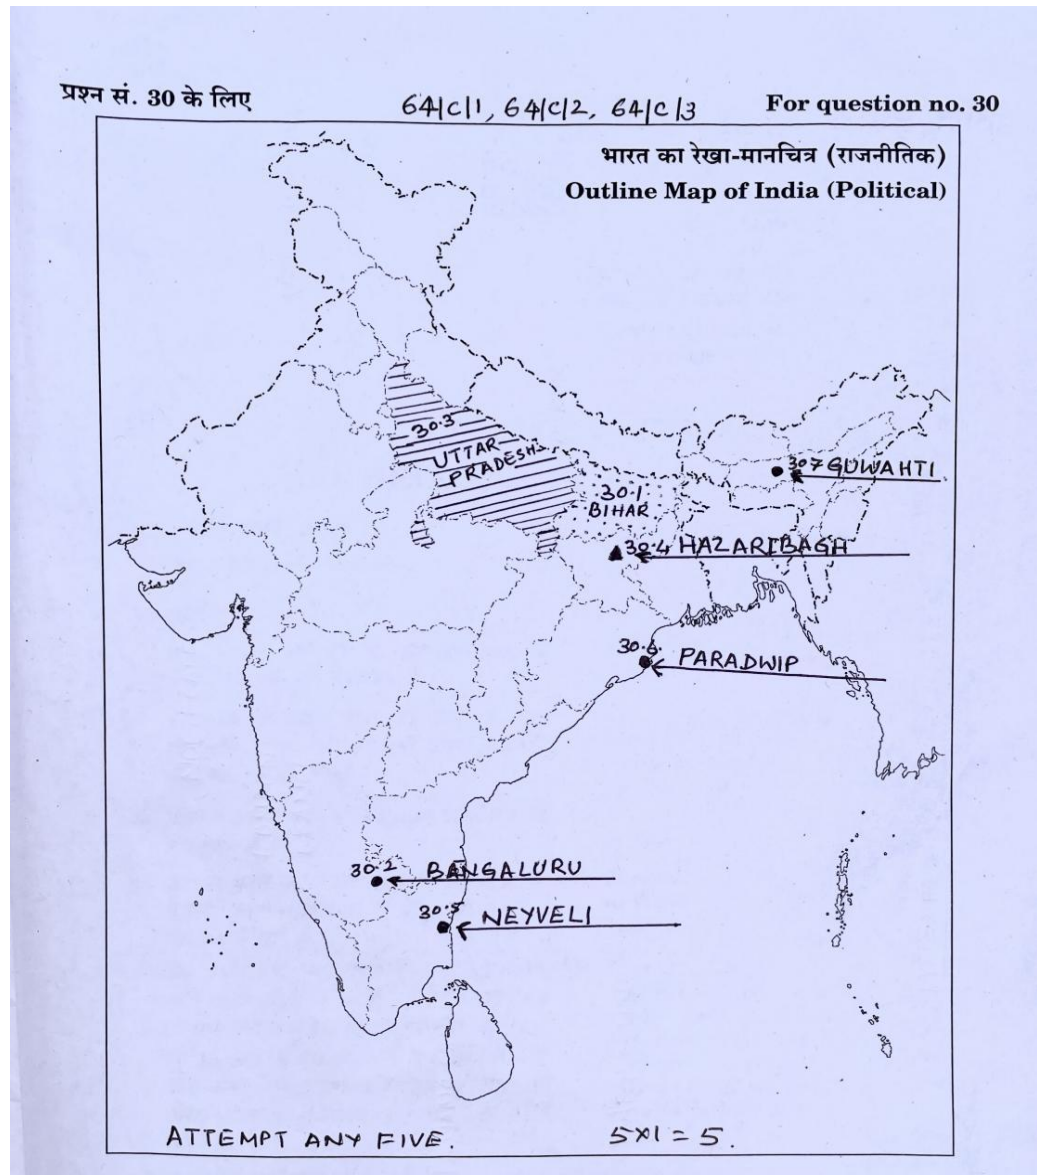 प्रश्न सं. 30 के लिए 64/C/1, 64/C/2, 64/C/3 For question no. 30
भारत का रेखा-मानचित्र (राजनीतिक)
Outline Map of India (Political)
30.3
UTTAR
PRADESH
30.7 GUWAHTI
30.1
BIHAR
30.4 HAZARIBAGH
30.6.
PARADWIP
30.2 BANGALURU
30.5 NEYVELI
ATTEMPT ANY FIVE. 5×1 = 5.